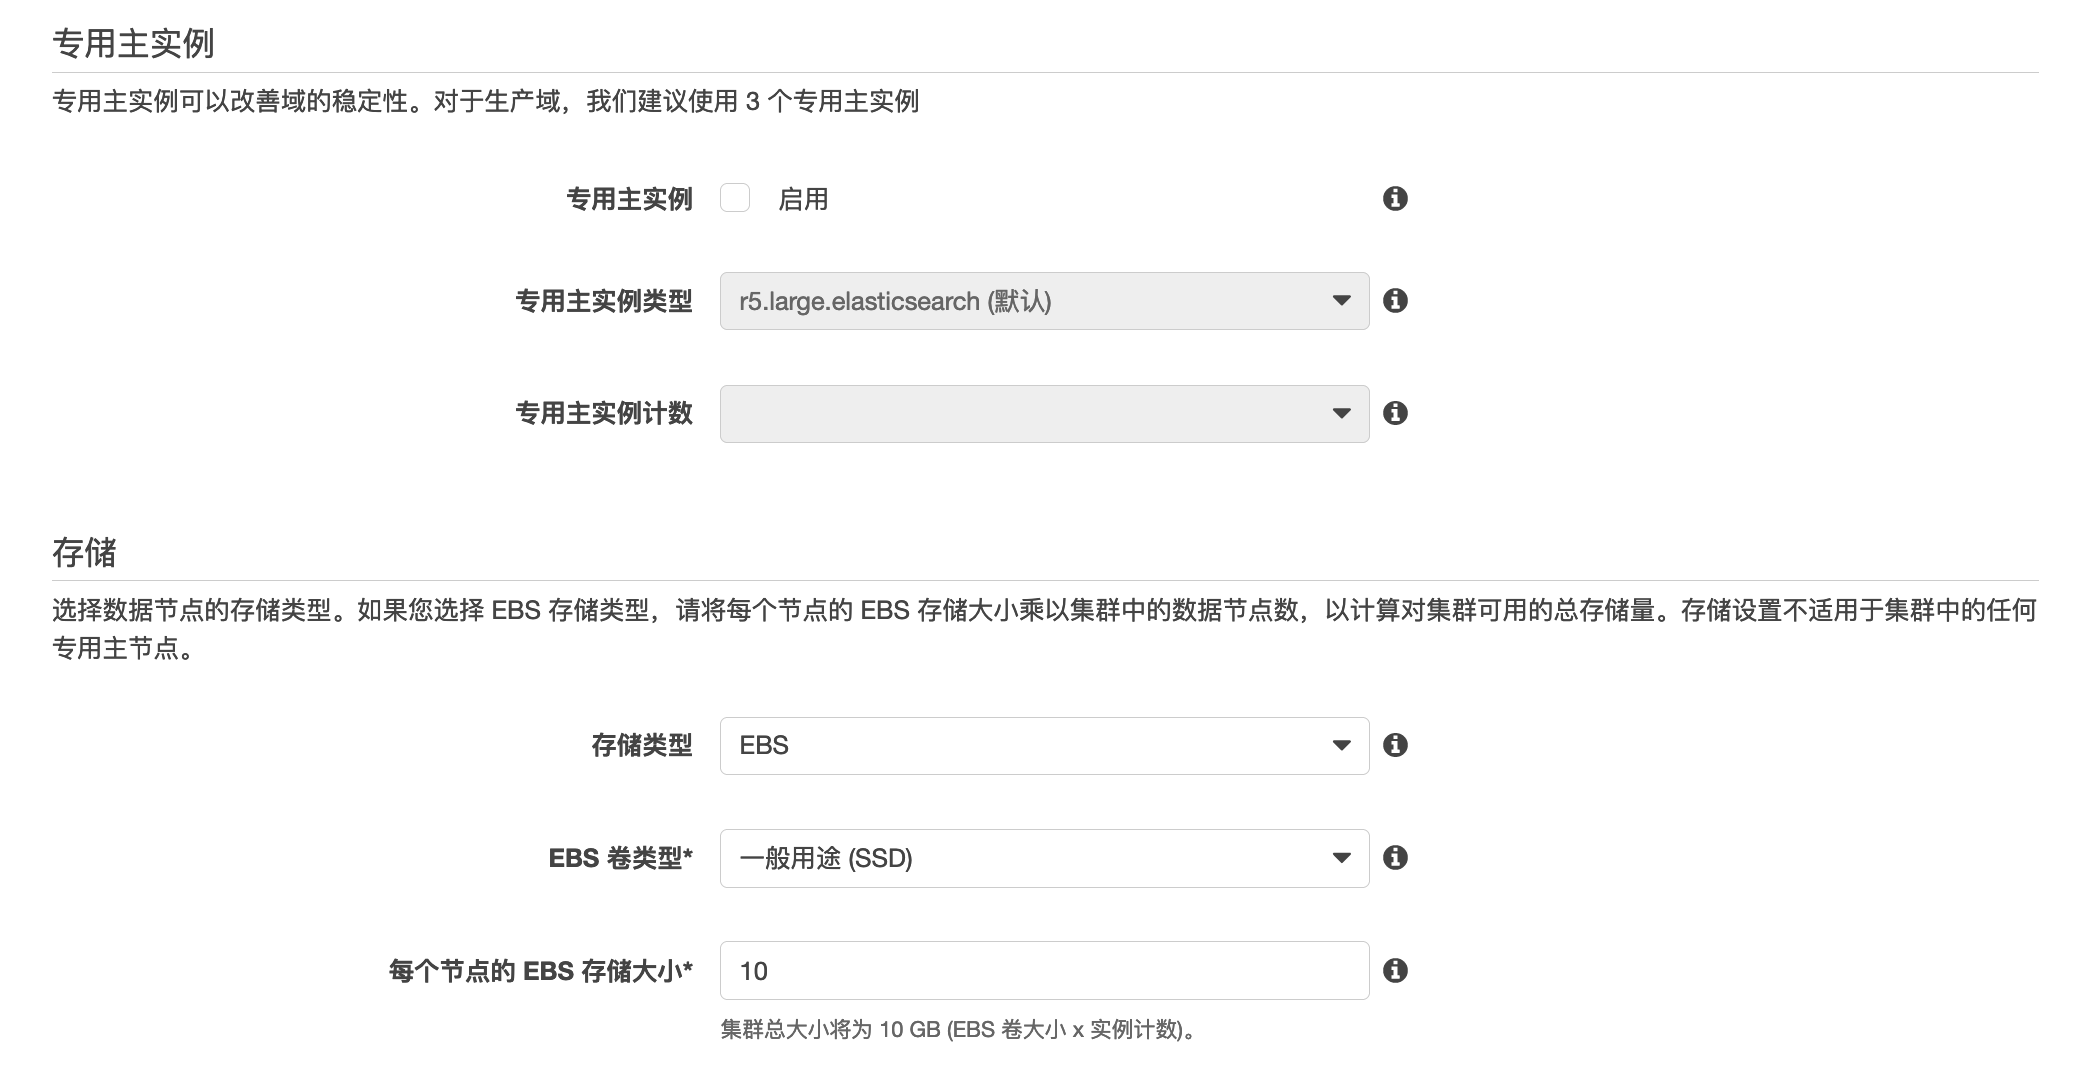 专用主实例
专用主实例可以改善域的稳定性。对于生产域，我们建议使用 3 个专用主实例
专用主实例 启用
专用主实例类型 r5.large.elasticsearch (默认)
专用主实例计数
存储
选择数据节点的存储类型。如果您选择 EBS 存储类型，请将每个节点的 EBS 存储大小乘以集群中的数据节点数，以计算对集群可用的总存储量。存储设置不适用于集群中的任何
专用主节点。
存储类型 EBS
EBS 卷类型* 一般用途 (SSD)
每个节点的 EBS 存储大小* 10
集群总大小将为 10 GB (EBS 卷大小 x 实例计数)。